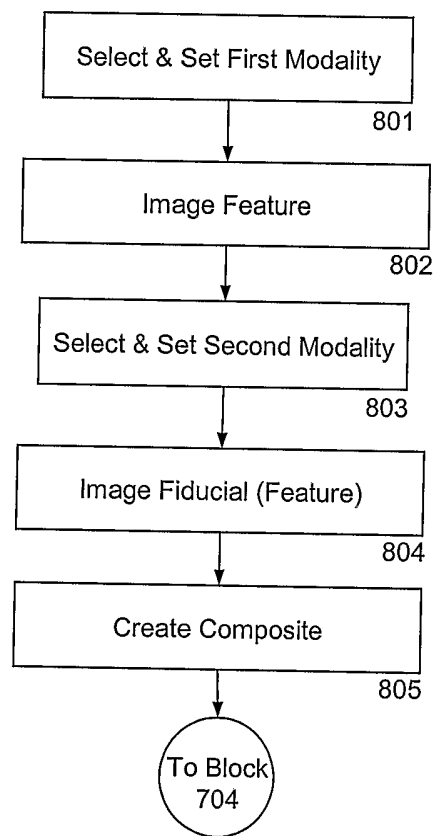 Select & Set First Modality
801
Image Feature
802
Select & Set Second Modality
803
Image Fiducial (Feature)
804
Create Composite
805
To Block
704